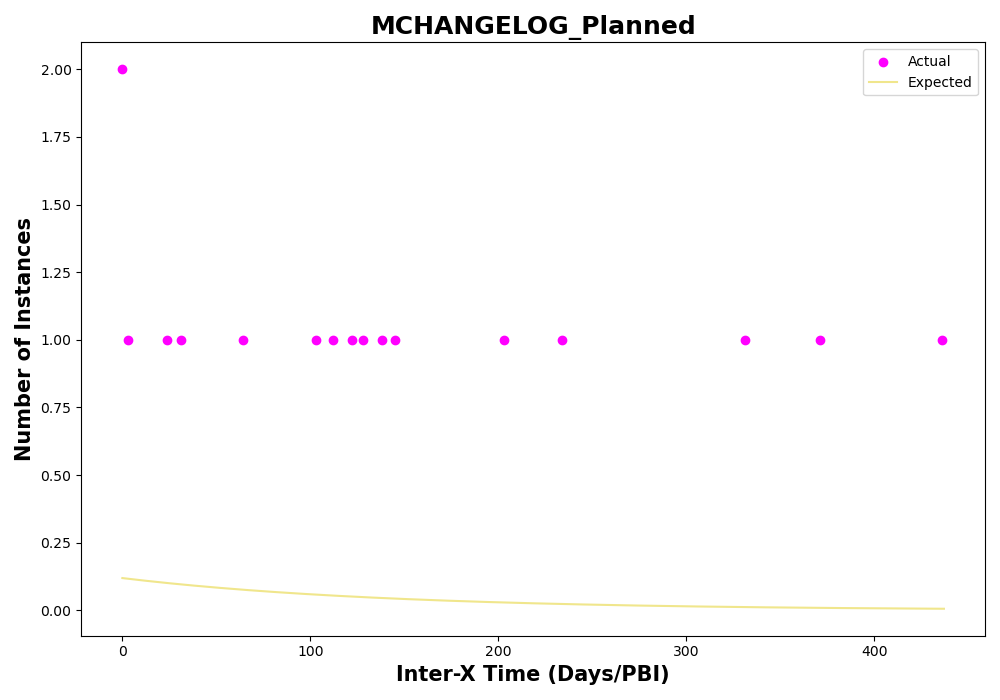 MCHANGELOG_Planned
Actual
Expected
2.00
1.75
1.50
1.25
1.00
0.75
0.50
0.25
0.00
Number of Instances
0
100
200
300
400
Inter-X Time (Days/PBI)